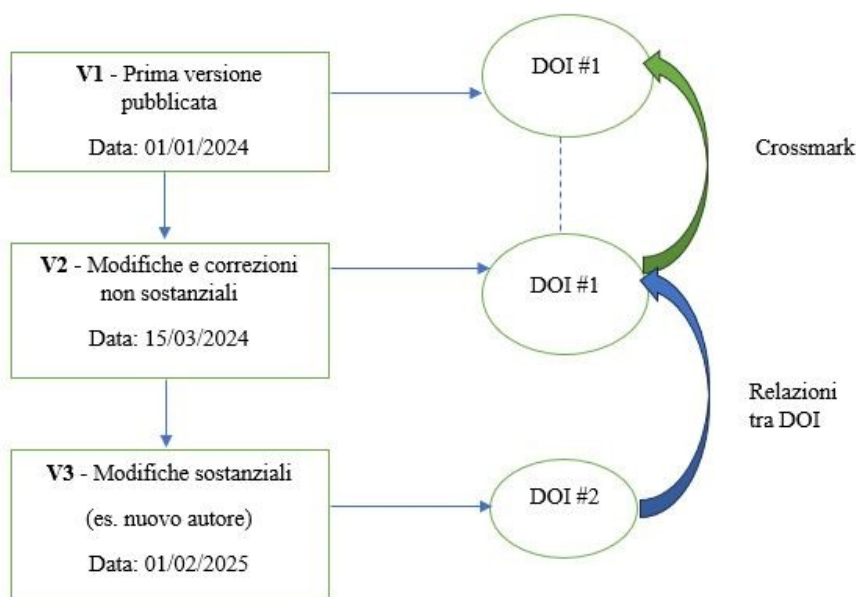 V1 - Prima versione
pubblicata
Data: 01/01/2024
DOI #1
Crossmark
V2 - Modifiche e correzioni
non sostanziali
Data: 15/03/2024
DOI #1
Relazioni
tra DOI
V3 - Modifiche sostanziali
(es. nuovo autore)
Data: 01/02/2025
DOI #2